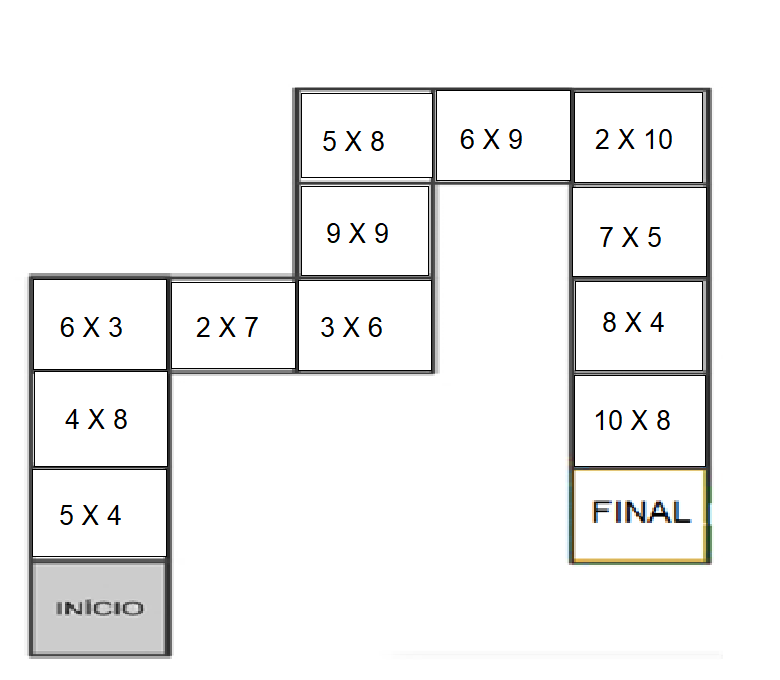 5 X 8 6 X 9 2 X 10
9 X 9 7 X 5
6 X 3 2 X 7 3 X 6 8 X 4
4 X 8 10 X 8
5 X 4 FINAL
INÍCIO